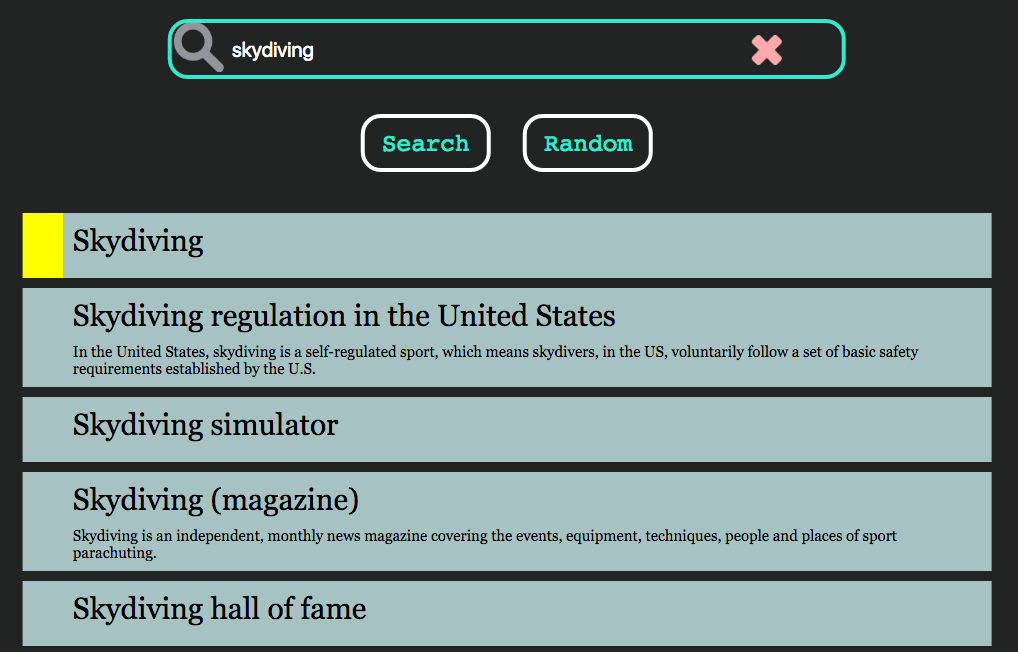 skydiving
Search Random
Skydiving
Skydiving regulation in the United States
In the United States, skydiving is a self-regulated sport, which means skydivers, in the US, voluntarily follow a set of basic safety
requirements established by the U.S.
Skydiving simulator
Skydiving (magazine)
Skydiving is an independent, monthly news magazine covering the events, equipment, techniques, people and places of sport
parachuting.
Skydiving hall of fame